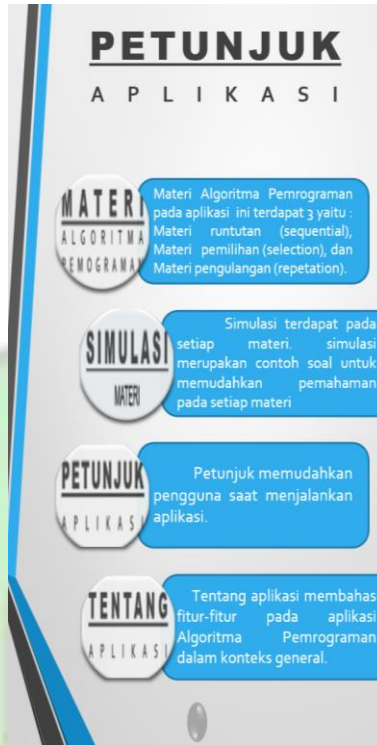 PETUNJUK
APLIKASI
MATERI
ALGORITMA
PEMOGRAMAN
Materi Algoritma Pemrograman
pada aplikasi ini terdapat 3 yaitu :
Materi runtutan (sequential),
Materi pemilihan (selection), dan
Materi pengulangan (repetation).
SIMULASI
MATERI
Simulasi terdapat pada
setiap materi. simulasi
merupakan contoh soal untuk
memudahkan pemahaman
pada setiap materi
PETUNJUK
APLIKASI
Petunjuk memudahkan
pengguna saat menjalankan
aplikasi.
TENTANG
APLIKASI
Tentang aplikasi membahas
fitur-fitur pada aplikasi
Algoritma Pemrograman
dalam konteks general.